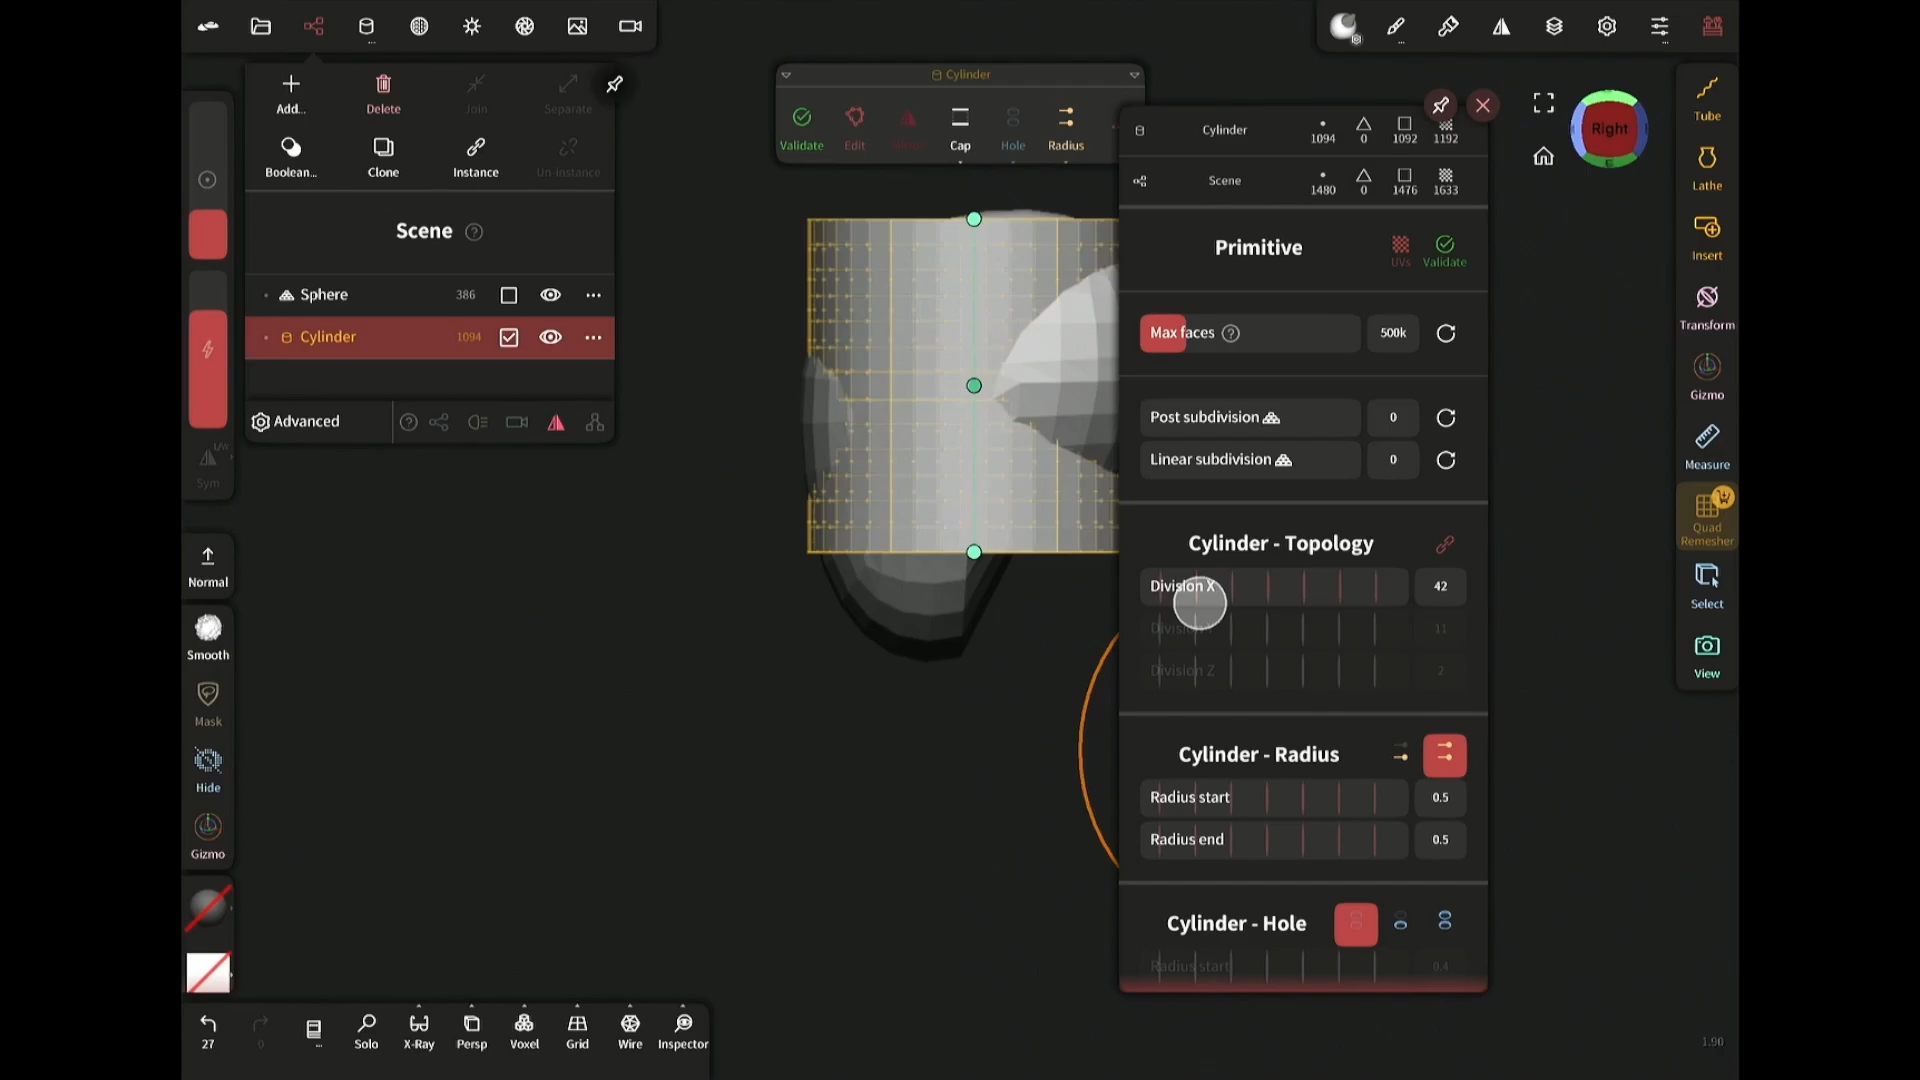 Add...
Delete
Join
Separate
Boolean...
Clone
Instance
Un-Instance
Scene
Sphere 386
Cylinder 1094
Advanced
Sym
Normal
Smooth
Mask
Hide
Gizmo
27
0
Solo
X-Ray
Persp
Voxel
Grid
Wire
Inspector
Cylinder
Validate
Edit
Cap
Hole
Radius
Cylinder 1094 0 1092 1192
Scene 1480 0 1476 1633
Primitive
UVs
Validate
Max faces ? 500k
Post subdivision 0
Linear subdivision 0
Cylinder - Topology
Division X 42
Division Y 11
Division Z 2
Cylinder - Radius
Radius start 0.5
Radius end 0.5
Cylinder - Hole
Radius start 0.4
Right
Tube
Lathe
Insert
Transform
Gizmo
Measure
Quad
Remesher
Select
View
1.90